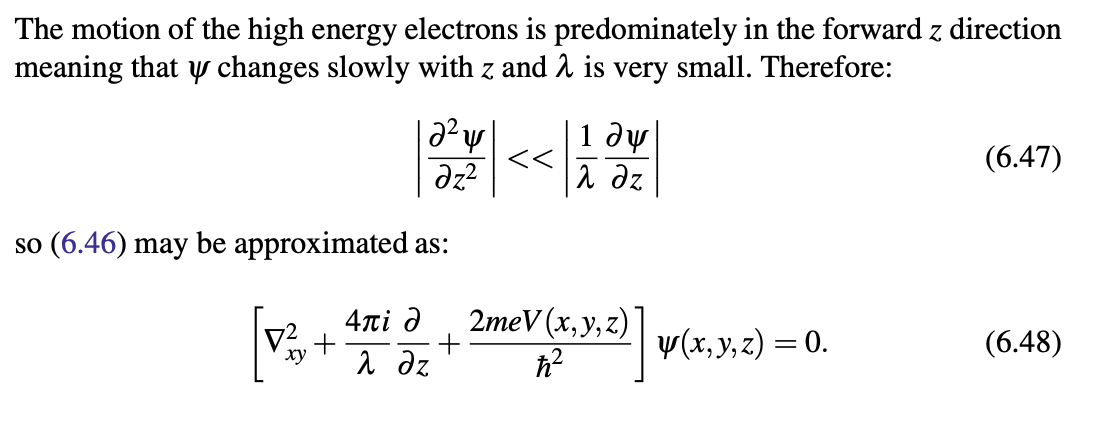 The motion of the high energy electrons is predominately in the forward z direction
meaning that ψ changes slowly with z and λ is very small. Therefore:
|∂²ψ/∂z²| << |1/λ ∂ψ/∂z| (6.47)
so (6.46) may be approximated as:
[∇²xy + 4πi/λ ∂/∂z + 2meV(x,y,z)/ħ²] ψ(x,y,z) = 0. (6.48)